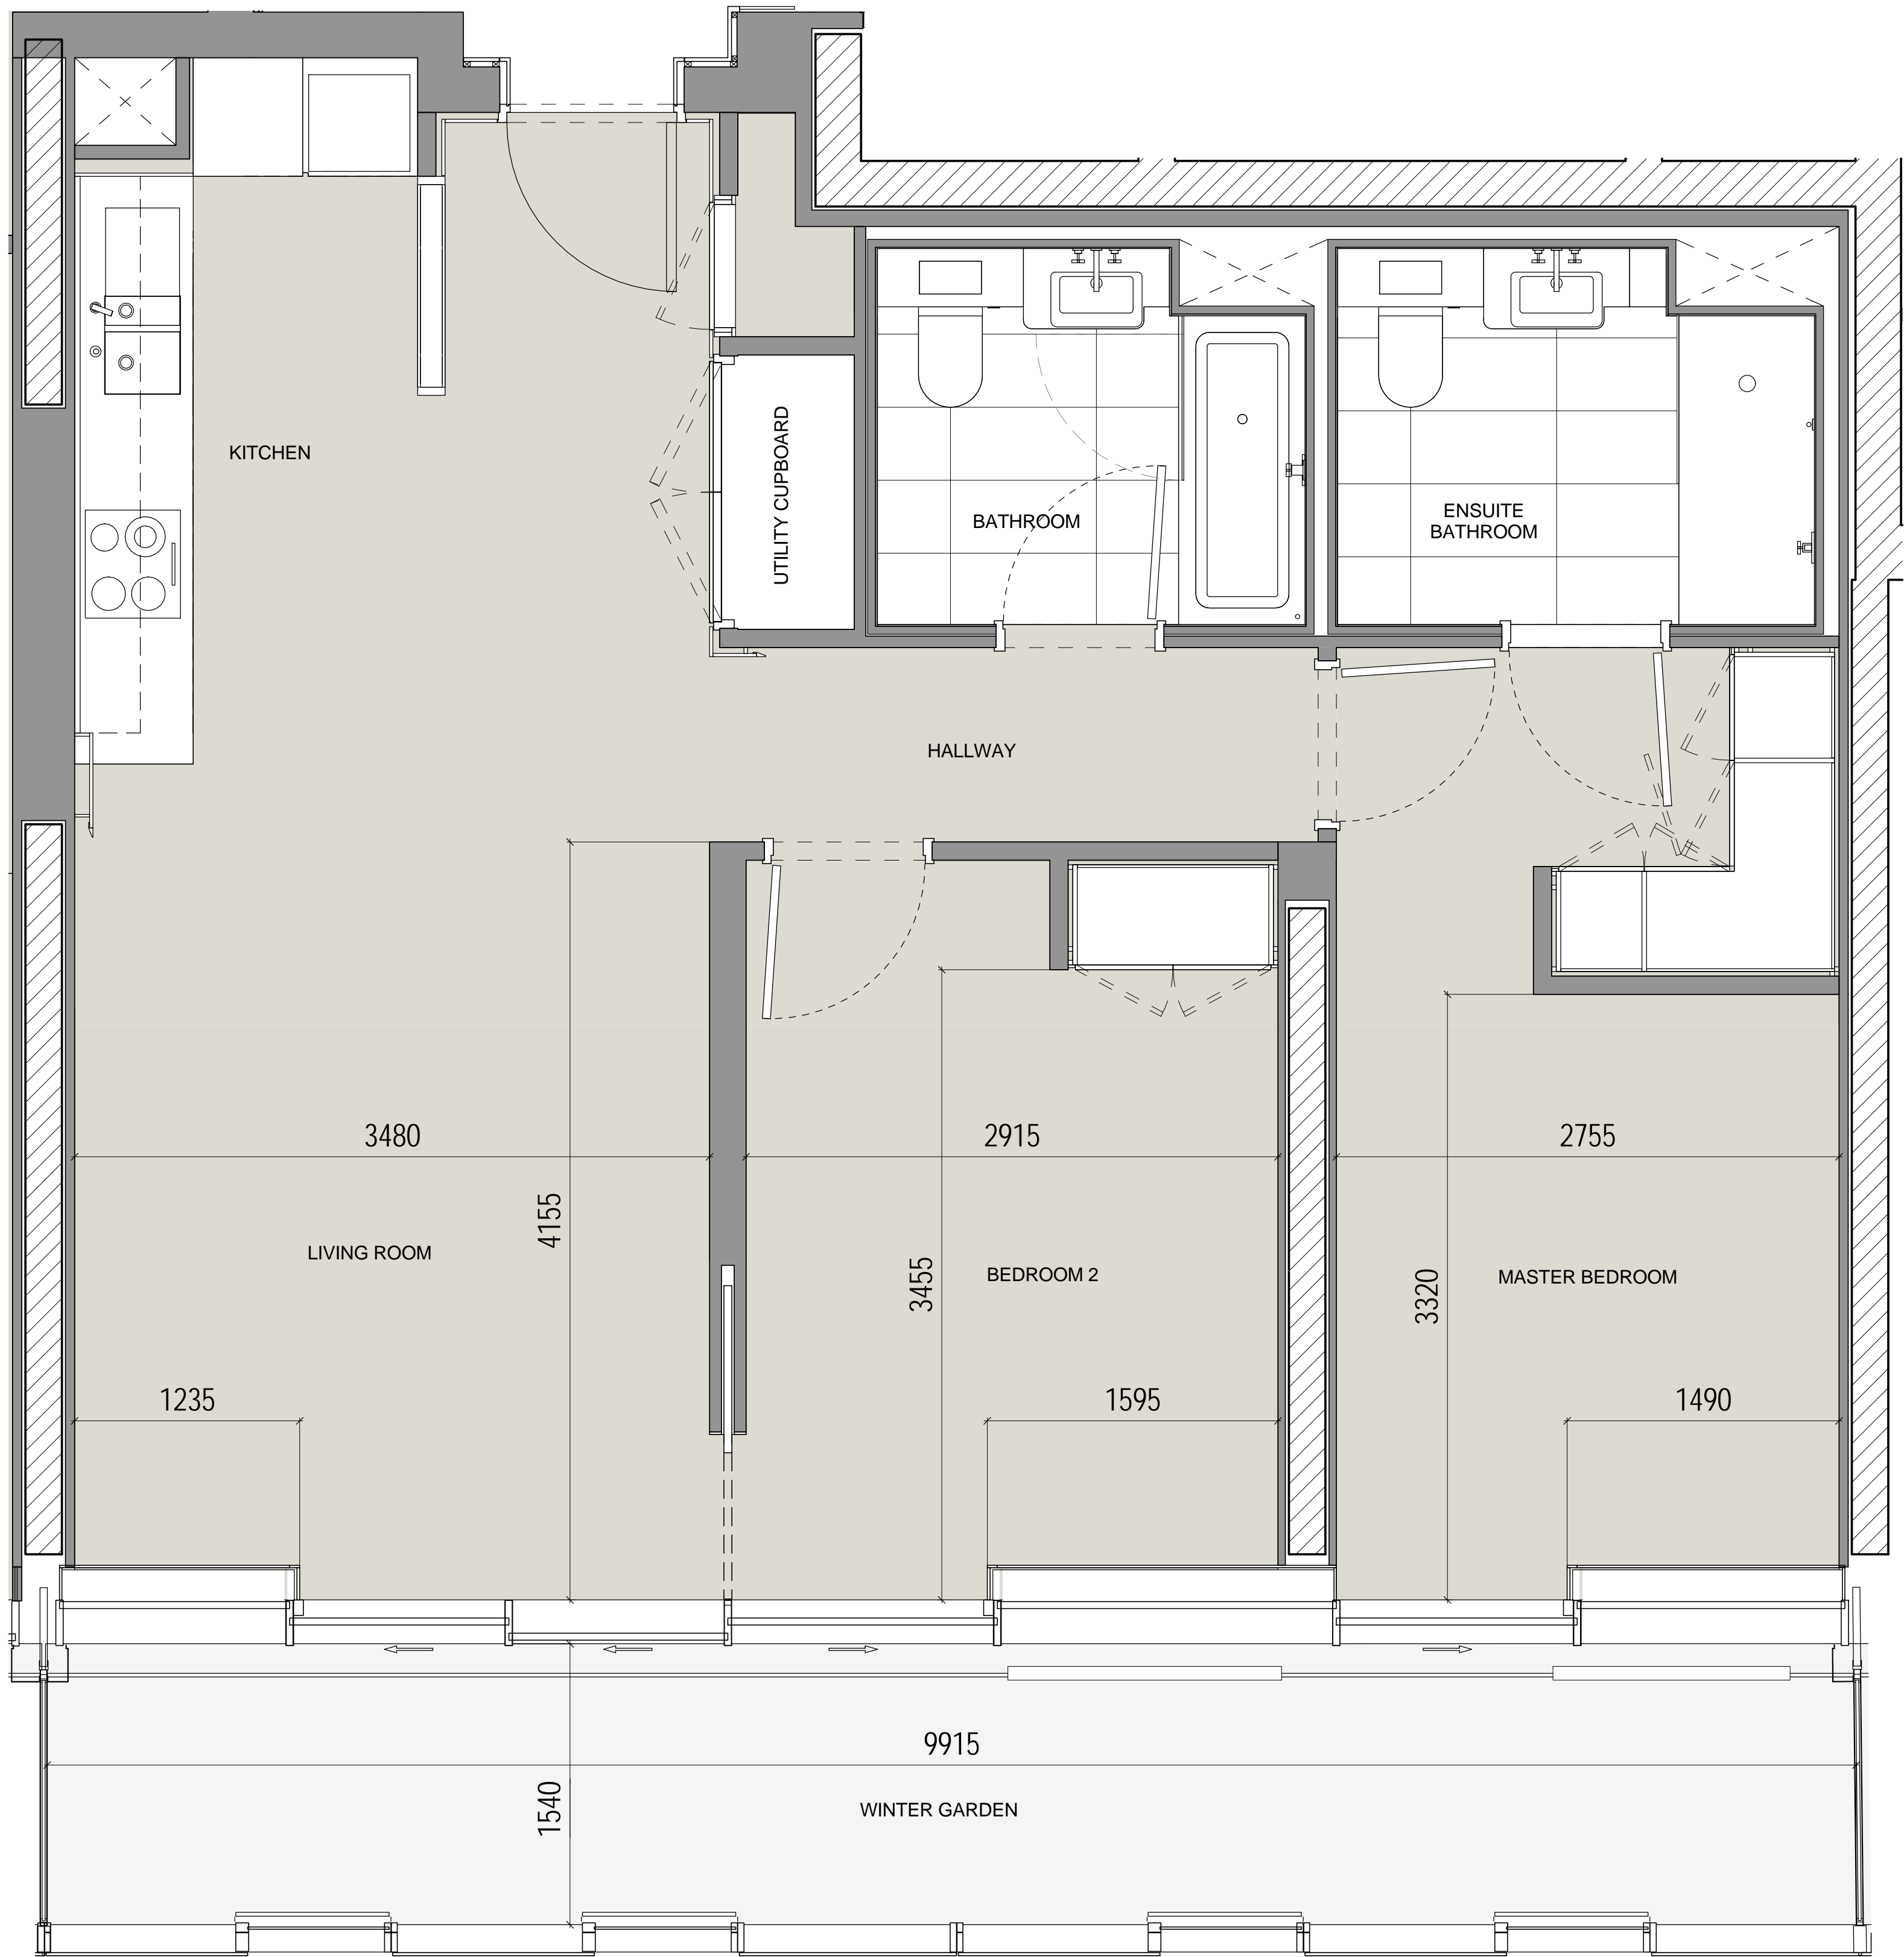 KITCHEN
UTILITY CUPBOARD
BATHROOM
ENSUITE
BATHROOM
HALLWAY
3480
2915
2755
4155
3455
3320
LIVING ROOM
BEDROOM 2
MASTER BEDROOM
1235
1595
1490
9915
1540
WINTER GARDEN